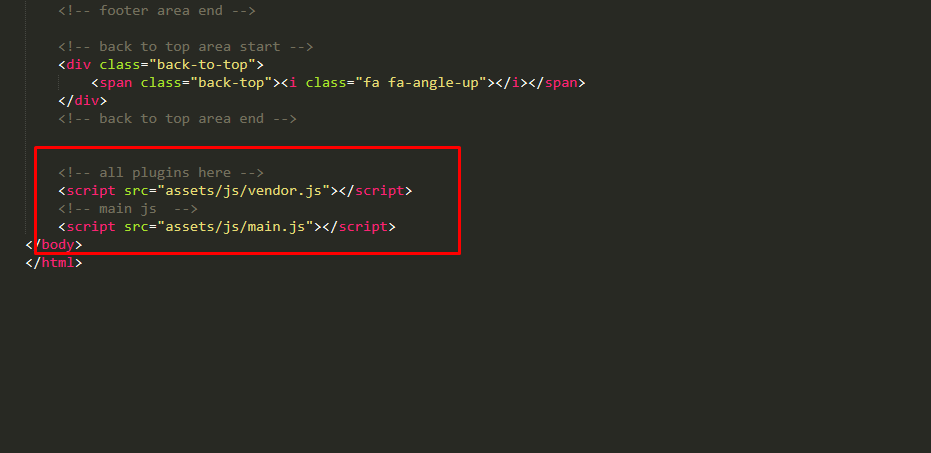 <!-- footer area end -->
<!-- back to top area start -->
<div class="back-to-top">
<span class="back-top"><i class="fa fa-angle-up"></i></span>
</div>
<!-- back to top area end -->
<!-- all plugins here -->
<script src="assets/js/vendor.js"></script>
<!-- main js  -->
<script src="assets/js/main.js"></script>
</body>
</html>